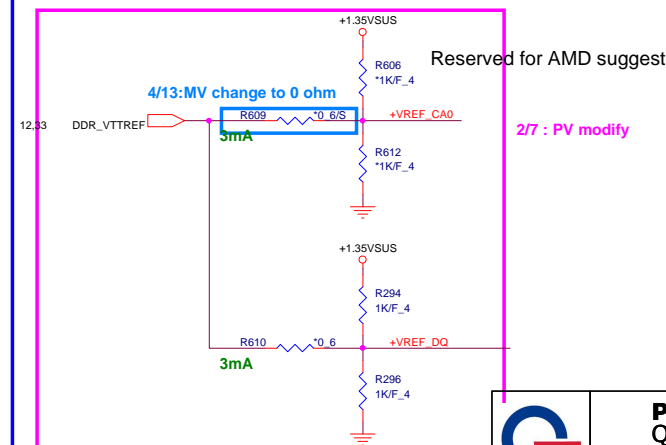 +1.35VSUS
R606
*1K/F_4
Reserved for AMD suggest
4/13:MV change to 0 ohm
R609
*0_6/S
+VREF_CA0
12,33
DDR_VTTREF
3mA
2/7 : PV modify
R612
*1K/F_4
+1.35VSUS
R294
1K/F_4
R610
*0_6
+VREF_DQ
3mA
R296
1K/F_4
P
Q